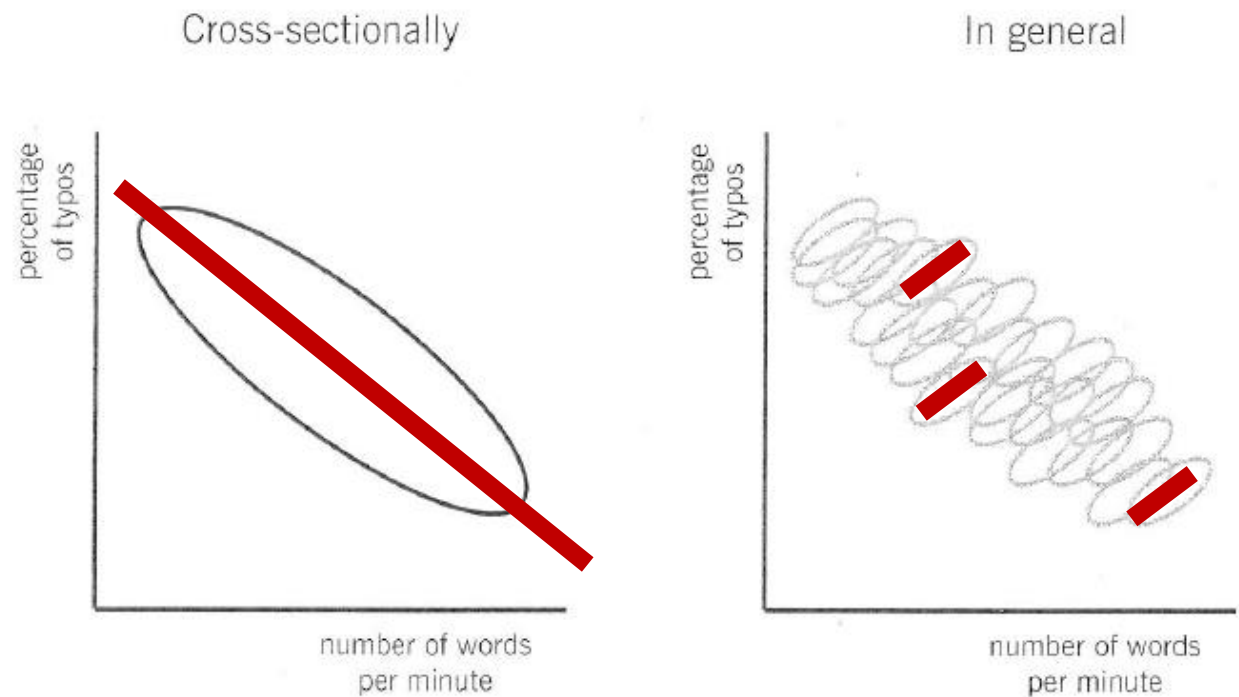 Cross-sectionally
percentage
of typos
number of words
per minute
In general
percentage
of typos
number of words
per minute